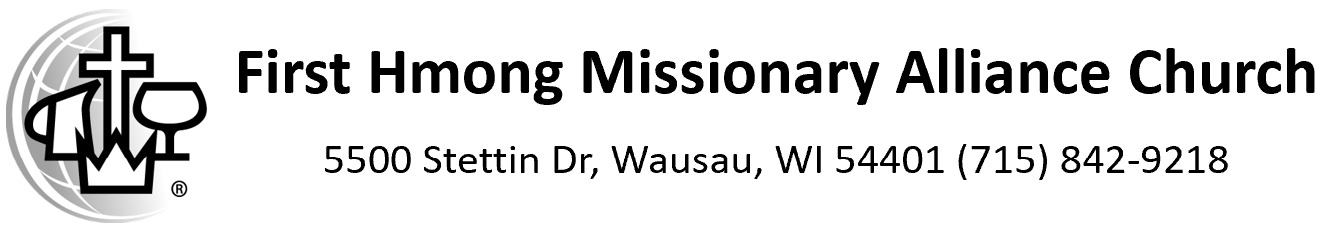 First Hmong Missionary Alliance Church
5500 Stettin Dr, Wausau, WI 54401 (715) 842-9218
®